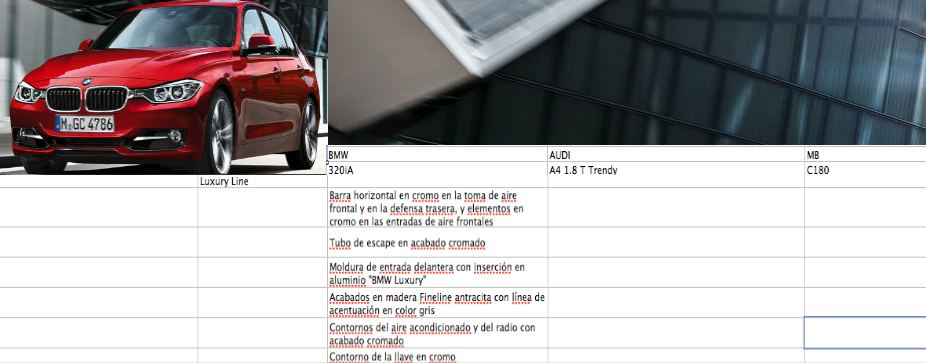 M GC 4786
BMW
AUDI
MB
320iA
A4 1.8 T Trendy
C180
Luxury Line
Barra horizontal en cromo en la toma de aire
frontal y en la defensa trasera, y elementos en
cromo en las entradas de aire frontales
Tubo de escape en acabado cromado
Moldura de entrada delantera con inserción en
aluminio "BMW Luxury"
Acabados en madera Fineline antracita con línea de
acentuación en color gris
Contornos del aire acondicionado y del radio con
acabado cromado
Contorno de la llave en cromo